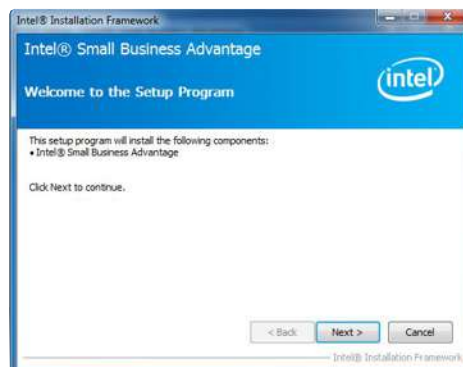 Intel® Installation Framework
Intel® Small Business Advantage
Welcome to the Setup Program
intel
This setup program will install the following components:
• Intel® Small Business Advantage
Click Next to continue.
< Back Next > Cancel
Intel® Installation Framework